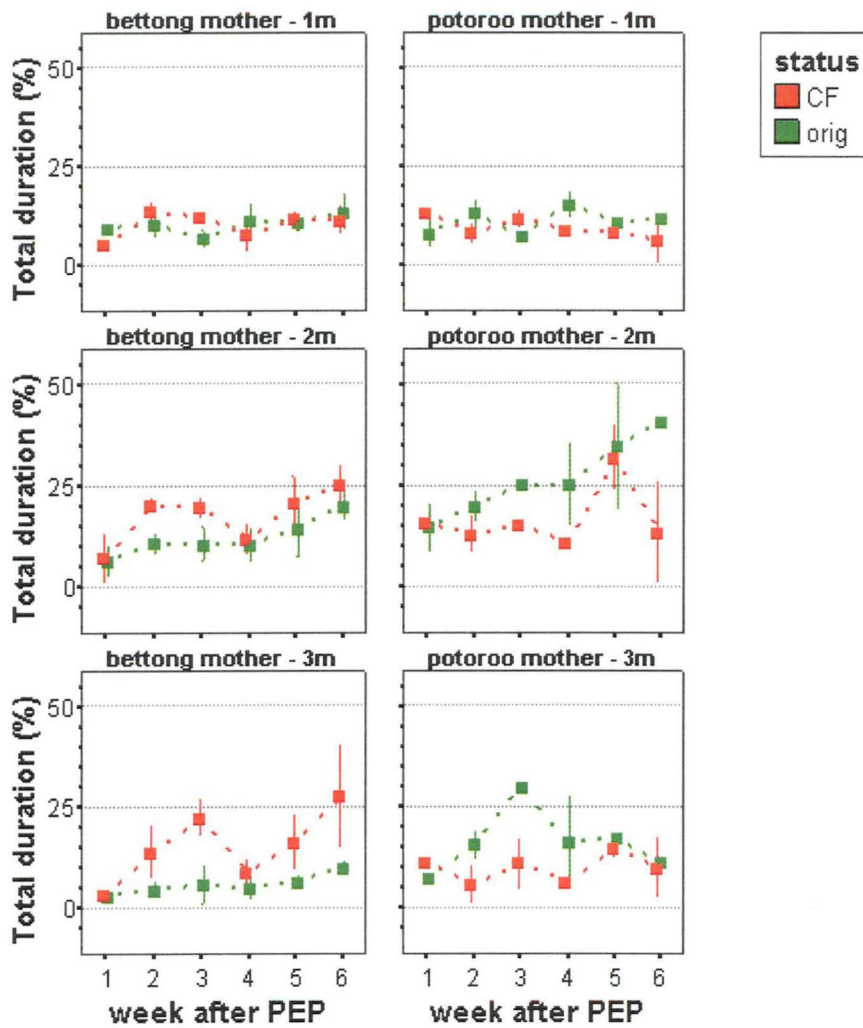 bettong mother - 1m
potoroo mother - 1m
status
CF
orig
Total duration (%)
50
25
0
bettong mother - 2m
potoroo mother - 2m
Total duration (%)
50
25
0
bettong mother - 3m
potoroo mother - 3m
Total duration (%)
50
25
0
1 2 3 4 5 6
1 2 3 4 5 6
week after PEP
week after PEP